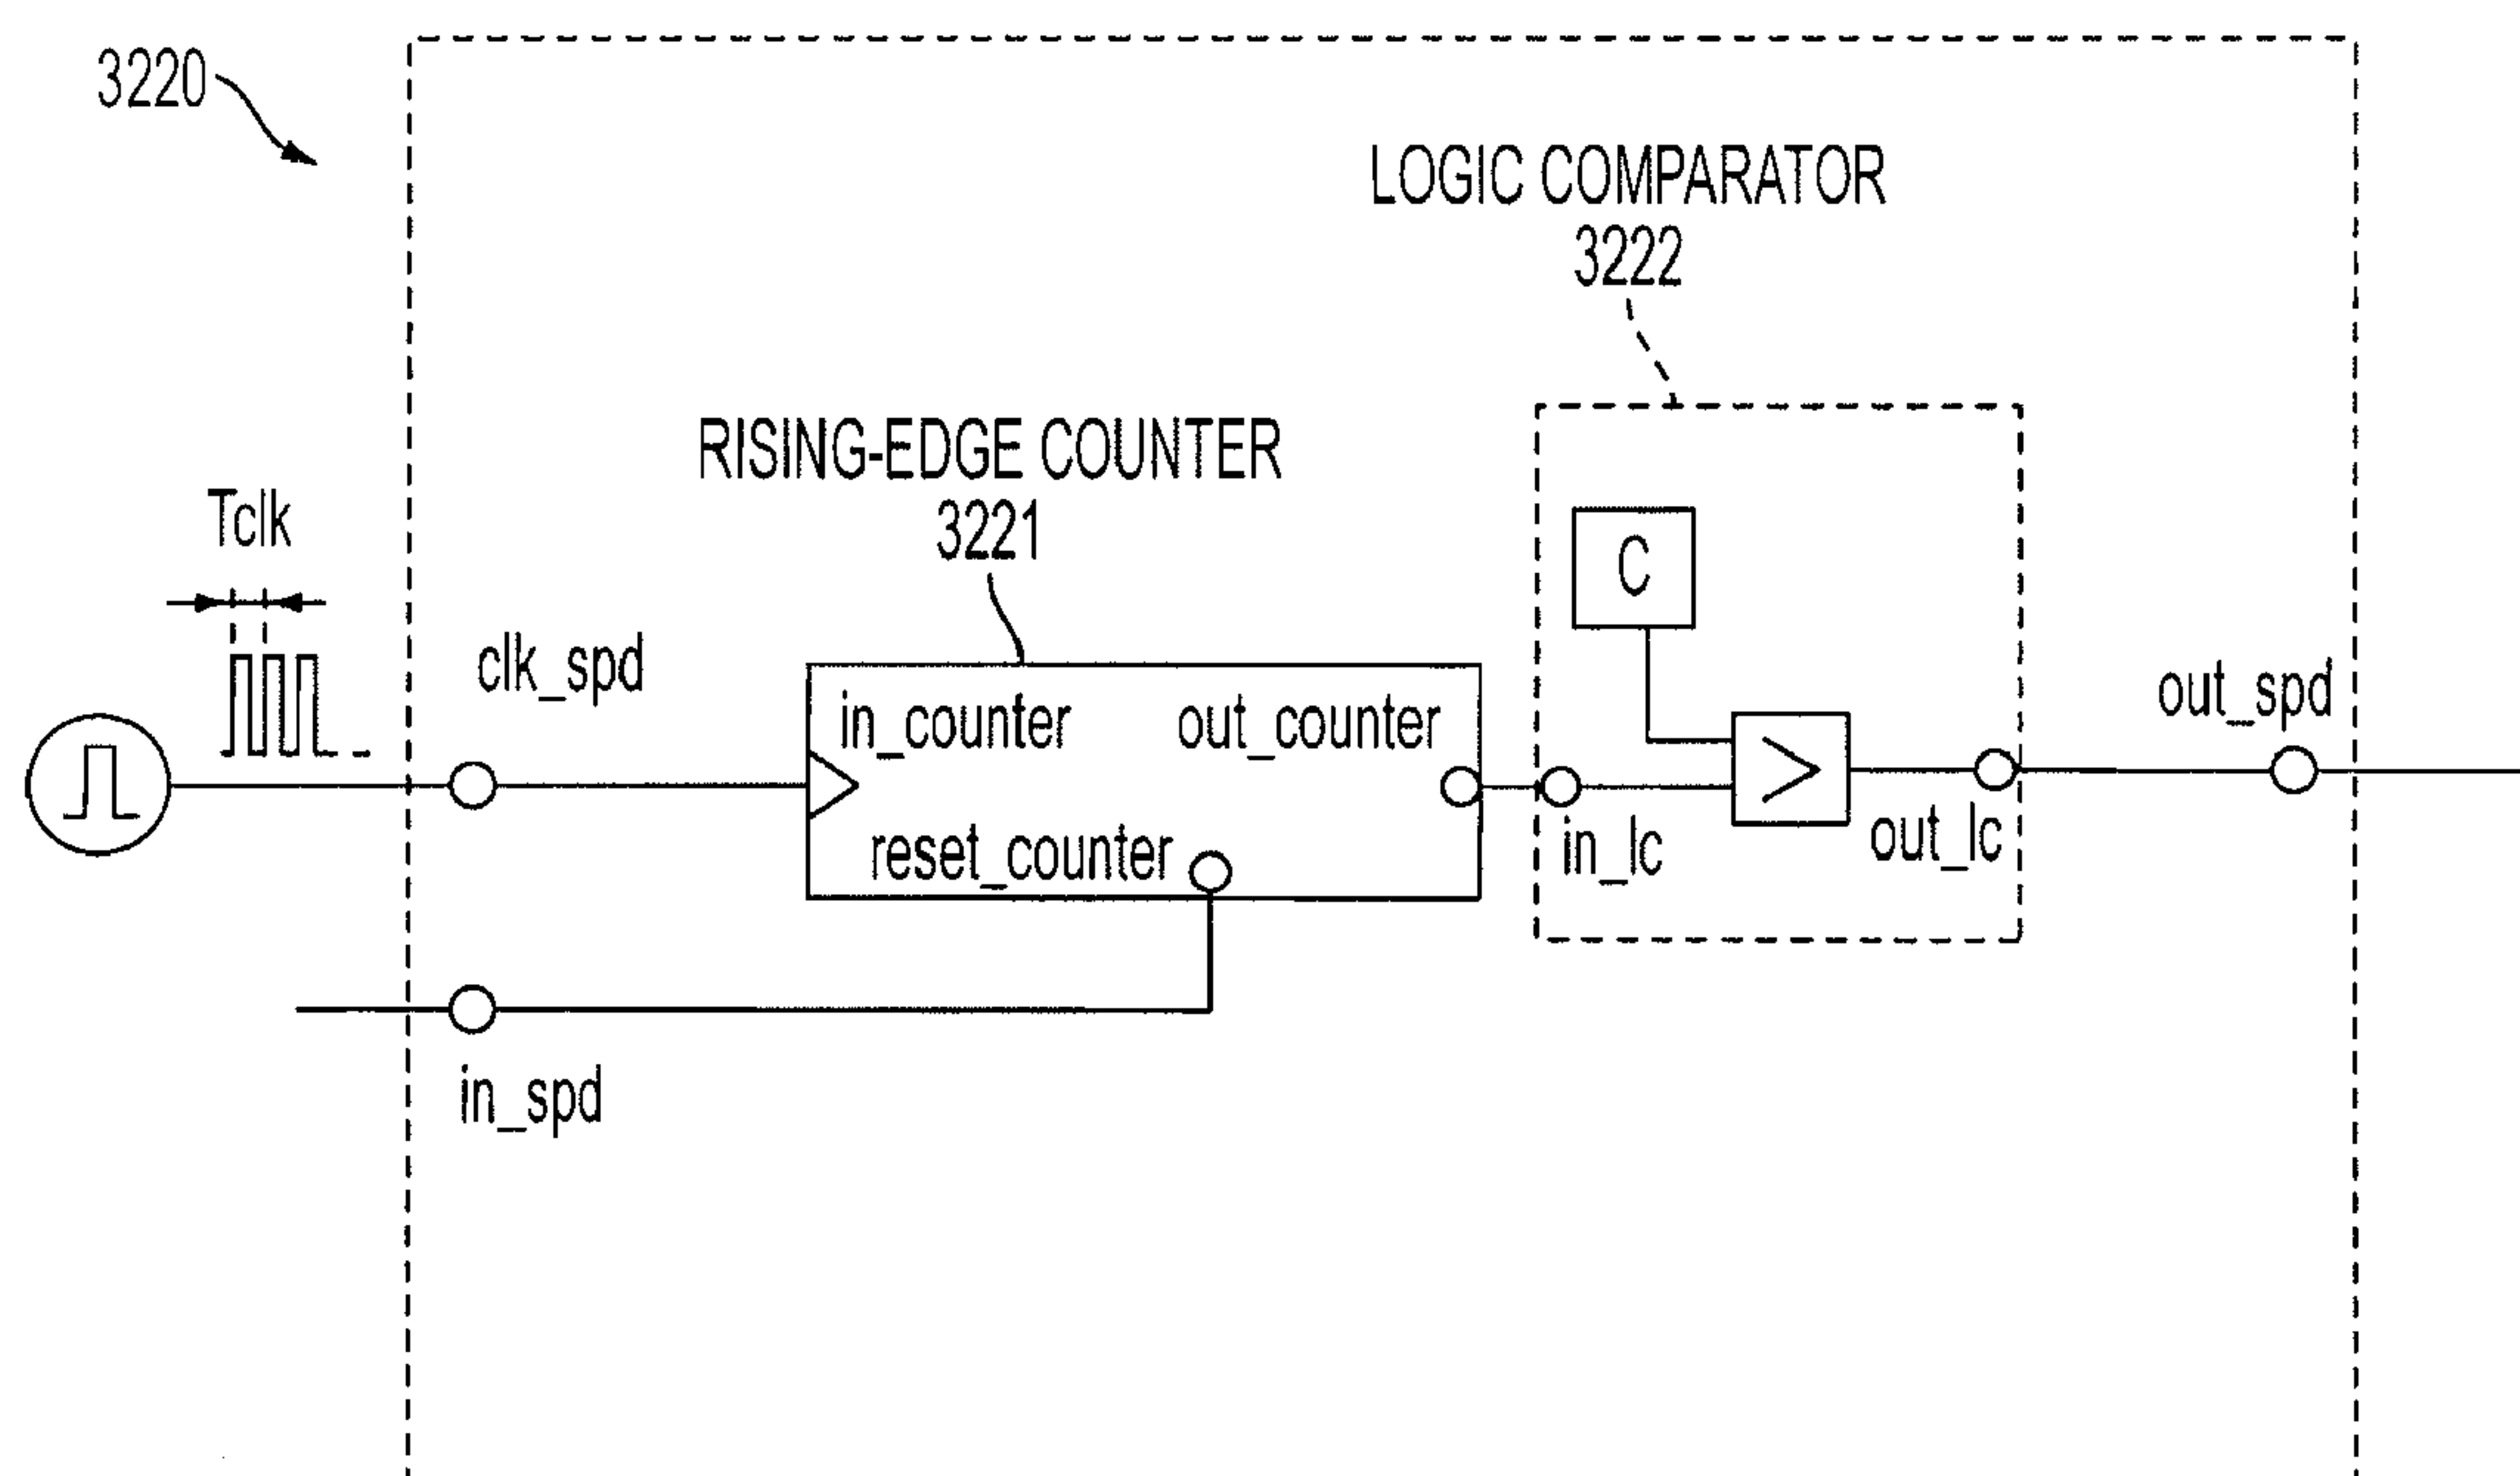 3220
LOGIC COMPARATOR
3222
RISING-EDGE COUNTER
3221
Tclk
C
clk_spd
in_counter
out_counter
out_spd
>
reset_counter
in_lc
out_lc
in_spd